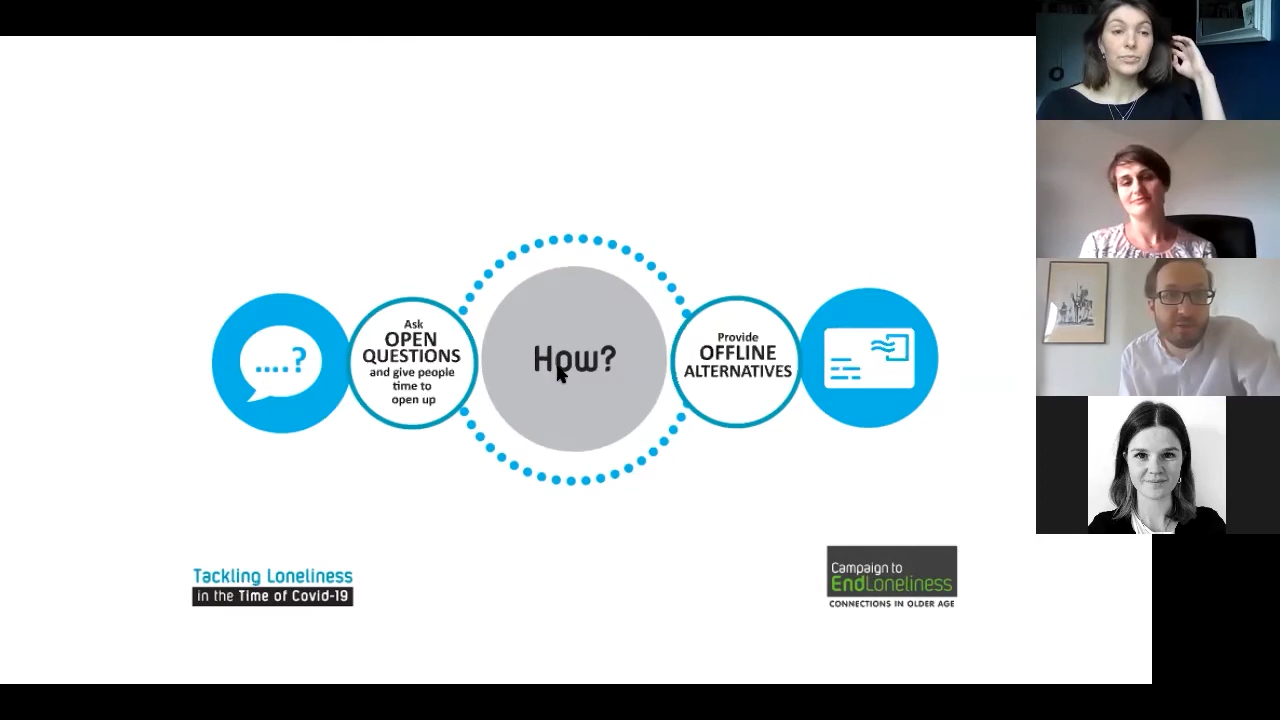 ....?
Ask
OPEN
QUESTIONS
and give people
time to
open up
How?
Provide
OFFLINE
ALTERNATIVES
Tackling Loneliness
in the Time of Covid-19
Campaign to
EndLoneliness
CONNECTIONS IN OLDER AGE